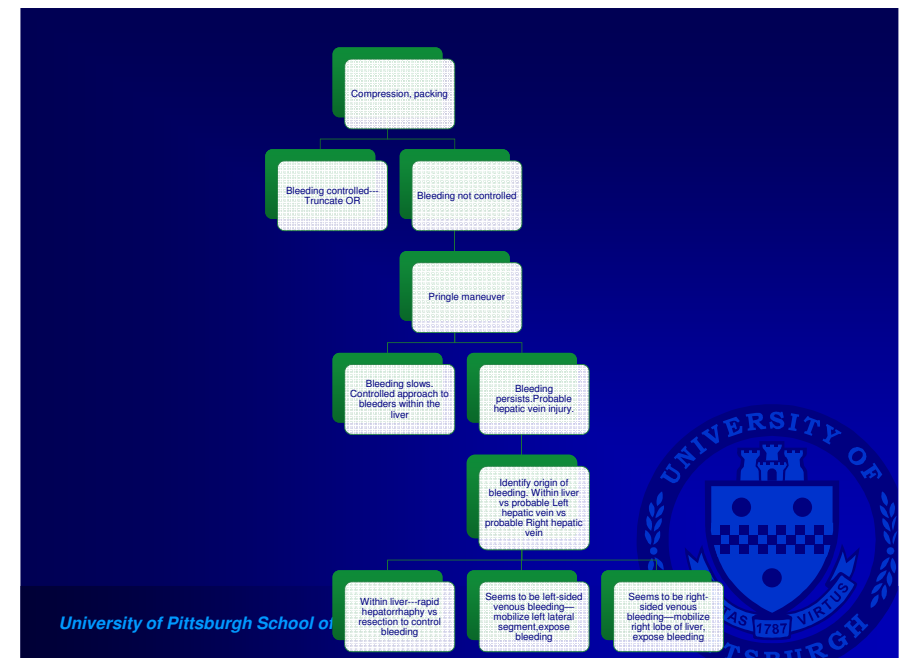 Compression, packing
Bleeding controlled---
Truncate OR
Bleeding not controlled
Pringle maneuver
Bleeding slows.
Controlled approach to
bleeders within the
liver
Bleeding
persists.Probable
hepatic vein injury.
Identify origin of
bleeding. Within liver
vs probable Left
hepatic vein vs
probable Right hepatic
vein
Within liver---rapid
hepatorrhaphy vs
resection to control
bleeding
Seems to be left-sided
venous bleeding—
mobilize left lateral
segment,expose
bleeding
Seems to be right-
sided venous
bleeding—mobilize
right lobe of liver,
expose bleeding
University of Pittsburgh School of
UNIVERSITY OF
VIRTUS
1787